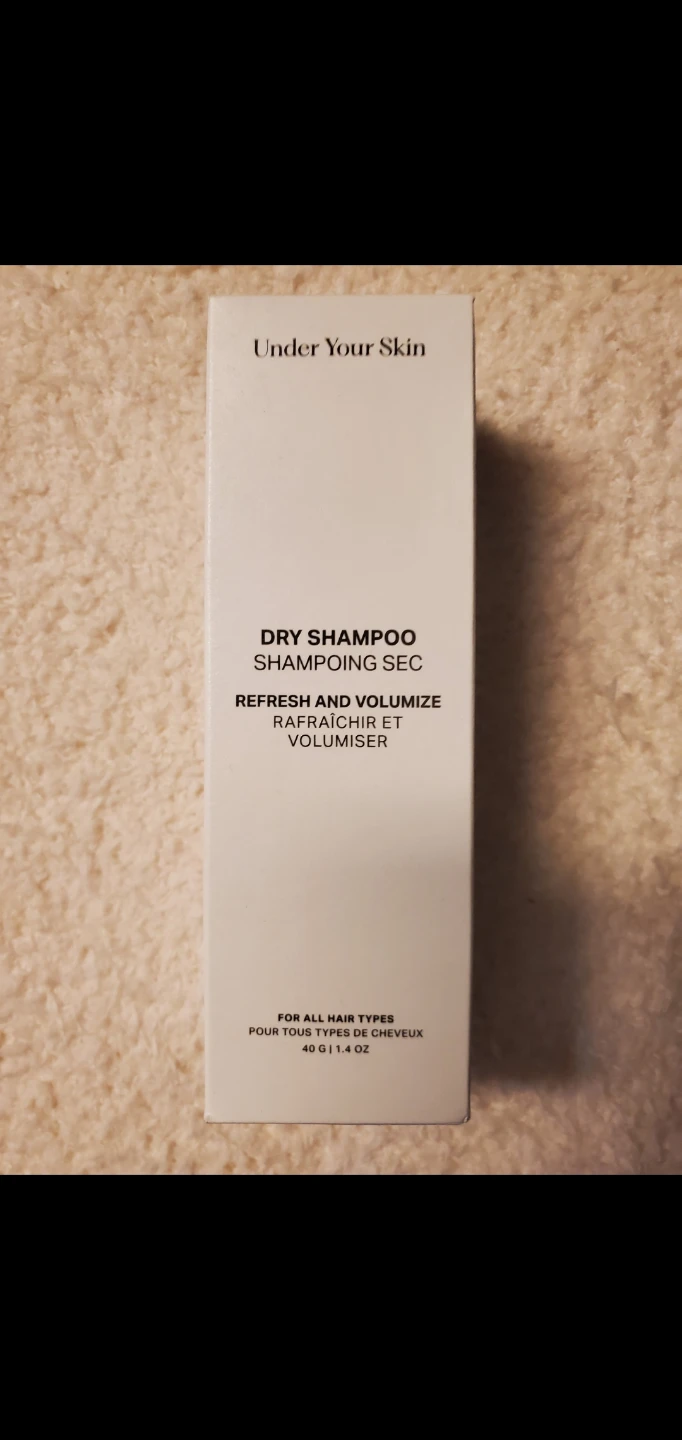 Under Your Skin
DRY SHAMPOO
SHAMPOING SEC
REFRESH AND VOLUMIZE
RAFRAÎCHIR ET
VOLUMISER
FOR ALL HAIR TYPES
POUR TOUS TYPES DE CHEVEUX
40 G | 1.4 OZ